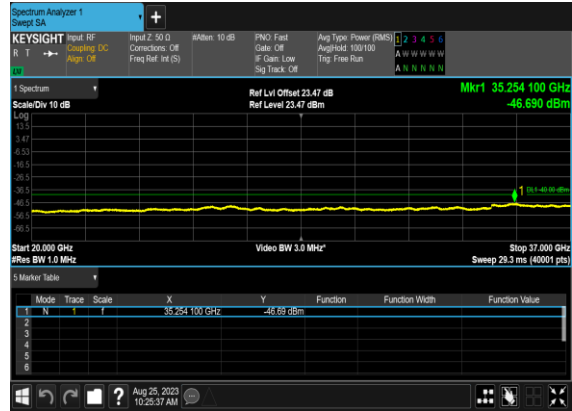 Spectrum Analyzer 1
Swept SA
+
KEYSIGHT Input: RF Input Z: 50 Ω #Atten: 10 dB PNO: Fast Avg Type: Power (RMS) 1 2 3 4 5 6
R T Coupling: DC Corrections: Off Gate: Off Avg|Hold: 100/100 A W W W W W
Align: Off Freq Ref: Int (S) IF Gain: Low Trig: Free Run
Sig Track: Off A N N N N N
1 Spectrum Ref Lvl Offset 23.47 dB Mkr1 35.254 100 GHz
Scale/Div 10 dB Ref Level 23.47 dBm -46.690 dBm
Log
13.5
3.47
-6.53
-16.5
-26.5
-36.5 1 DL1 -40.00 dBm
-46.5
-56.5
-66.5
Start 20.000 GHz Video BW 3.0 MHz* Stop 37.000 GHz
#Res BW 1.0 MHz Sweep 29.3 ms (40001 pts)
5 Marker Table
Mode Trace Scale X Y Function Function Width Function Value
1 N 1 f 35.254 100 GHz -46.69 dBm
2
3
4
5
6
? Aug 25, 2023
10:25:37 AM